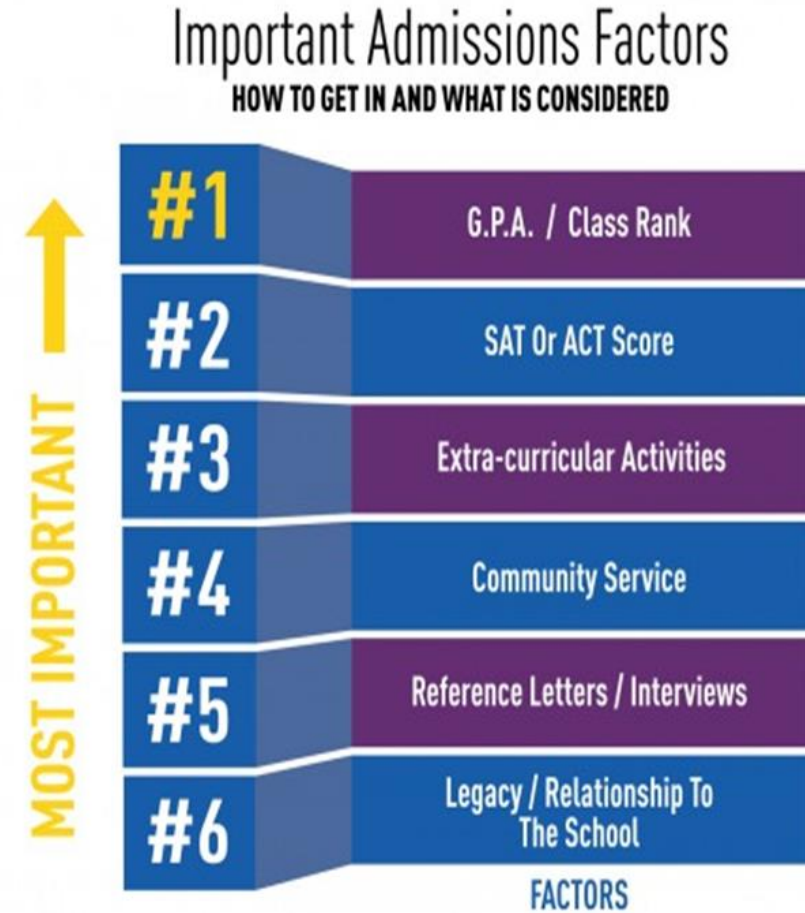 Important Admissions Factors
HOW TO GET IN AND WHAT IS CONSIDERED
MOST IMPORTANT
#1
G.P.A. / Class Rank
#2
SAT Or ACT Score
#3
Extra-curricular Activities
#4
Community Service
#5
Reference Letters / Interviews
#6
Legacy / Relationship To
The School
FACTORS